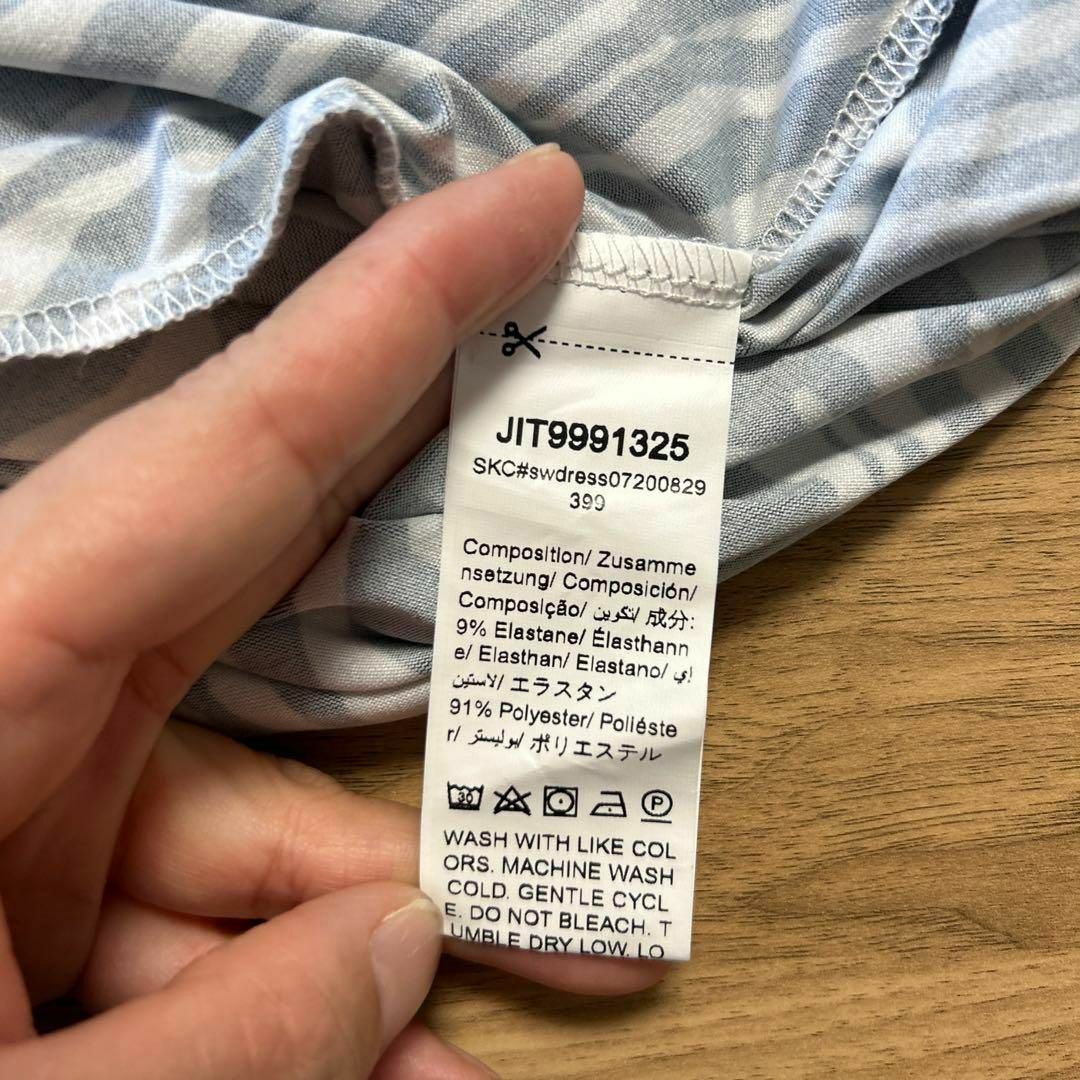 JIT9991325
SKC#swdress07200829
399
Composition/ Zusamme
nsetzung/ Composición/
Composição/ تكوين/ 成分:
9% Elastane/ Élasthann
e/ Elasthan/ Elastano/ إي
لاستين/ エラスタン
91% Polyester/ Poliéste
r/ بوليستر/ ポリエステル
30
P
WASH WITH LIKE COL
ORS. MACHINE WASH
COLD. GENTLE CYCL
E. DO NOT BLEACH. T
UMBLE DRY LOW. LO